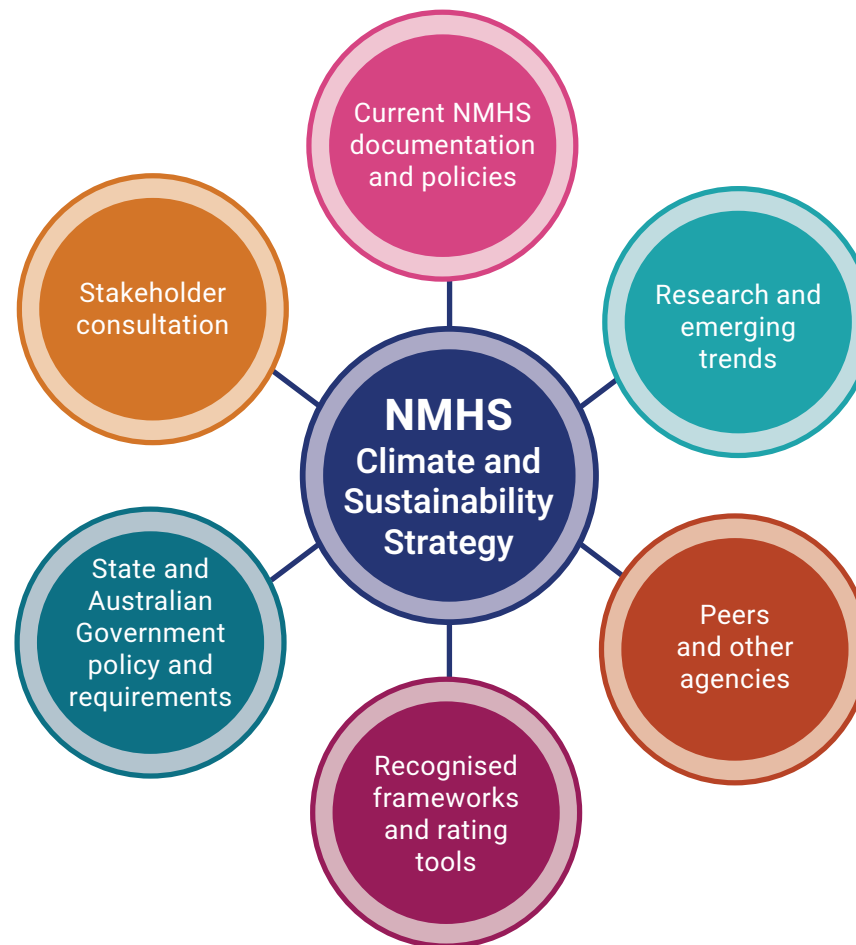 Current NMHS
documentation
and policies
Stakeholder
consultation
Research and
emerging
trends
NMHS
Climate and
Sustainability
Strategy
State and
Australian
Government
policy and
requirements
Peers
and other
agencies
Recognised
frameworks
and rating
tools